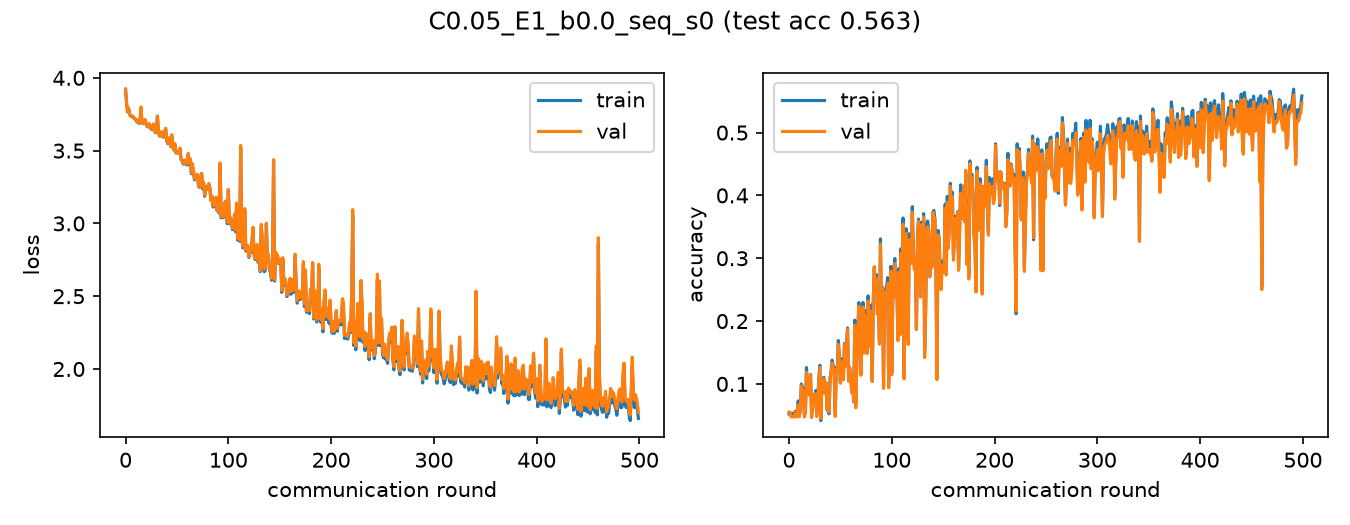 C0.05_E1_b0.0_seq_s0 (test acc 0.563)
4.0
3.5
3.0
2.5
2.0
loss
0 100 200 300 400 500
communication round
train
val
0.5
0.4
0.3
0.2
0.1
accuracy
0 100 200 300 400 500
communication round
train
val